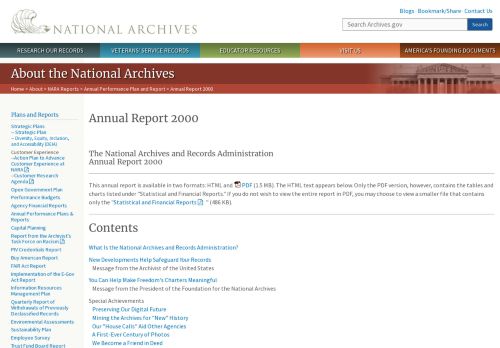 NATIONAL ARCHIVES
Blogs · Bookmark/Share · Contact Us
Search Archives.gov
Search
RESEARCH OUR RECORDS
VETERANS' SERVICE RECORDS
EDUCATOR RESOURCES
VISIT US
AMERICA'S FOUNDING DOCUMENTS
About the National Archives
Home > About > NARA Reports > Annual Performance Plan and Report > Annual Report 2000
Plans and Reports
Strategic Plans
– Strategic Plan
– Diversity, Equity, Inclusion,
and Accessibility (DEIA)
Customer Experience
–Action Plan to Advance
Customer Experience at
NARA
–Customer Research
Agenda
Open Government Plan
Performance Budgets
Agency Financial Reports
Annual Performance Plans &
Reports
Capital Planning
Report from the Archivist's
Task Force on Racism
PIV Credentials Report
Buy American Report
FAIR Act Report
Implementation of the E-Gov
Act Report
Information Resources
Management Plan
Quarterly Report of
Withdrawals of Previously
Declassified Records
Environmental Assessments
Sustainability Plan
Employee Survey
Trust Fund Board Report
Annual Report 2000
The National Archives and Records Administration
Annual Report 2000
This annual report is available in two formats: HTML and PDF (1.5 MB). The HTML text appears below. Only the PDF version, however, contains the tables and
charts listed under "Statistical and Financial Reports." If you do not wish to view the entire report in PDF, you may choose to view a smaller file that contains
only the "Statistical and Financial Reports " (486 KB).
Contents
What Is the National Archives and Records Administration?
New Developments Help Safeguard Our Records
Message from the Archivist of the United States
You Can Help Make Freedom's Charters Meaningful
Message from the President of the Foundation for the National Archives
Special Achievements
Preserving Our Digital Future
Mining the Archives for "New" History
Our "House Calls" Aid Other Agencies
A First-Ever Century of Photos
We Become a Friend in Deed